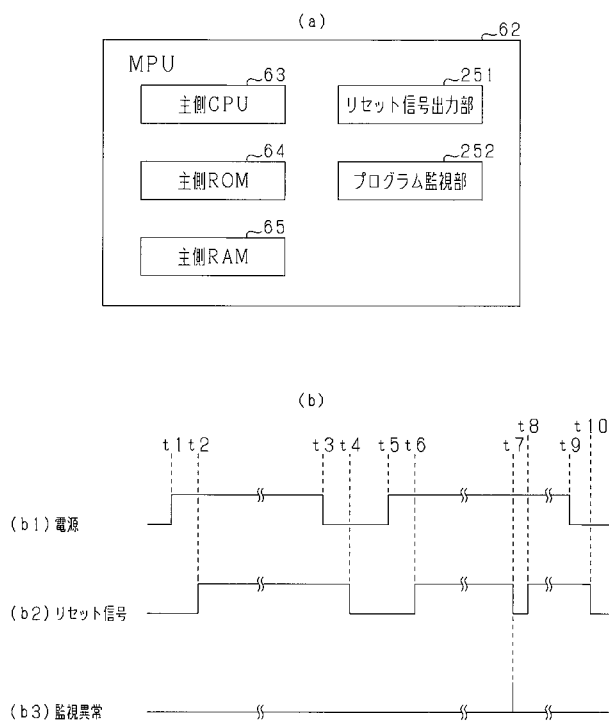 (a)
62
MPU
63
主側CPU
251
リセット信号出力部
64
主側ROM
252
プログラム監視部
65
主側RAM
(b)
t1 t2 t3 t4 t5 t6 t7 t8 t9 t10
(b1)電源
(b2)リセット信号
(b3)監視異常